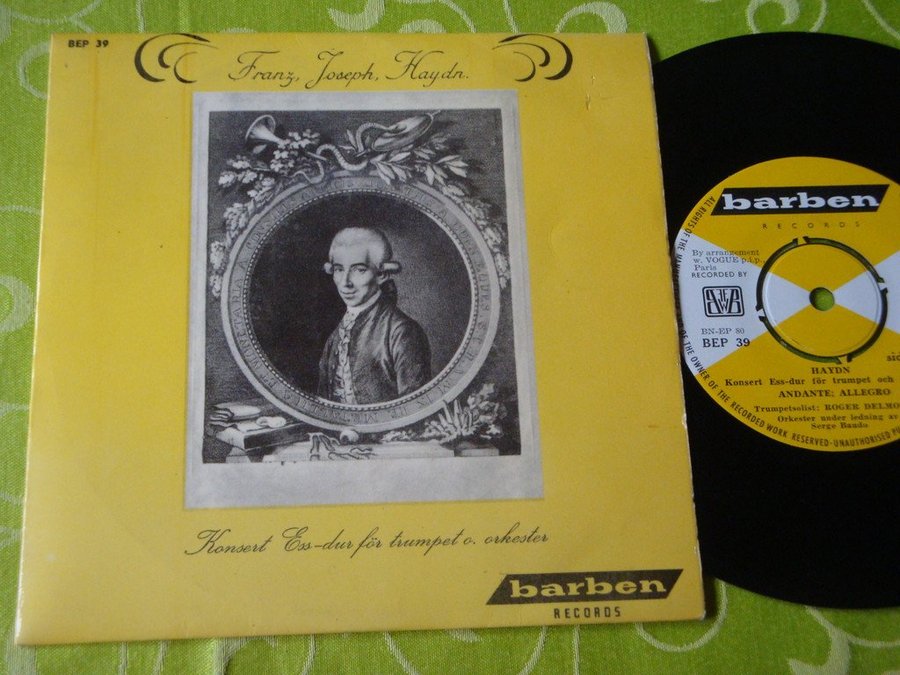 BEP 39
Franz, Joseph, Haydn.
Konsert Ess-dur för trumpet o. orkester
barben
RECORDS
barben
RECORDS
By arrangement
w. VOGUE p.i.p.,
Paris
RECORDED BY
BN-EP 80
BEP 39
HAYDN
Konsert Ess-dur för trumpet och
ANDANTE; ALLEGRO
Trumpetsolist: ROGER
Orkester under ledning av
Serge Baudo
ALL RIGHTS OF THE
OF THE OWNER OF THE RECORDED WORK RESERVED-UNAUTHORISED